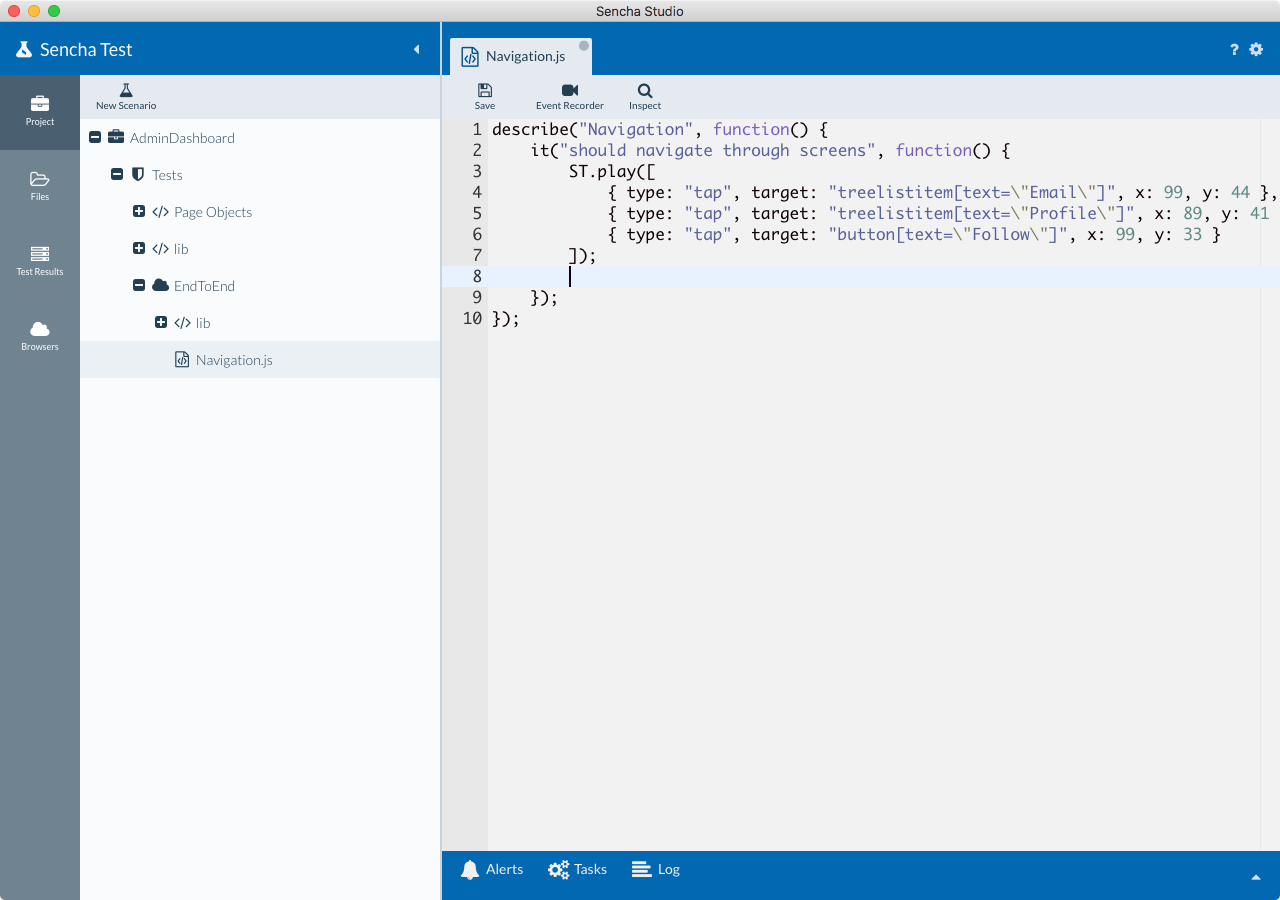 Sencha Studio
Sencha Test
Navigation.js
?
Project
Files
Test Results
Browsers
New Scenario
AdminDashboard
Tests
Page Objects
lib
EndToEnd
lib
Navigation.js
Save
Event Recorder
Inspect
1 describe("Navigation", function() {
2     it("should navigate through screens", function() {
3         ST.play([
4             { type: "tap", target: "treelistitem[text=\"Email\"]", x: 99, y: 44 },
5             { type: "tap", target: "treelistitem[text=\"Profile\"]", x: 89, y: 41
6             { type: "tap", target: "button[text=\"Follow\"]", x: 99, y: 33 }
7         ]);
8
9     });
10 });
Alerts
Tasks
Log